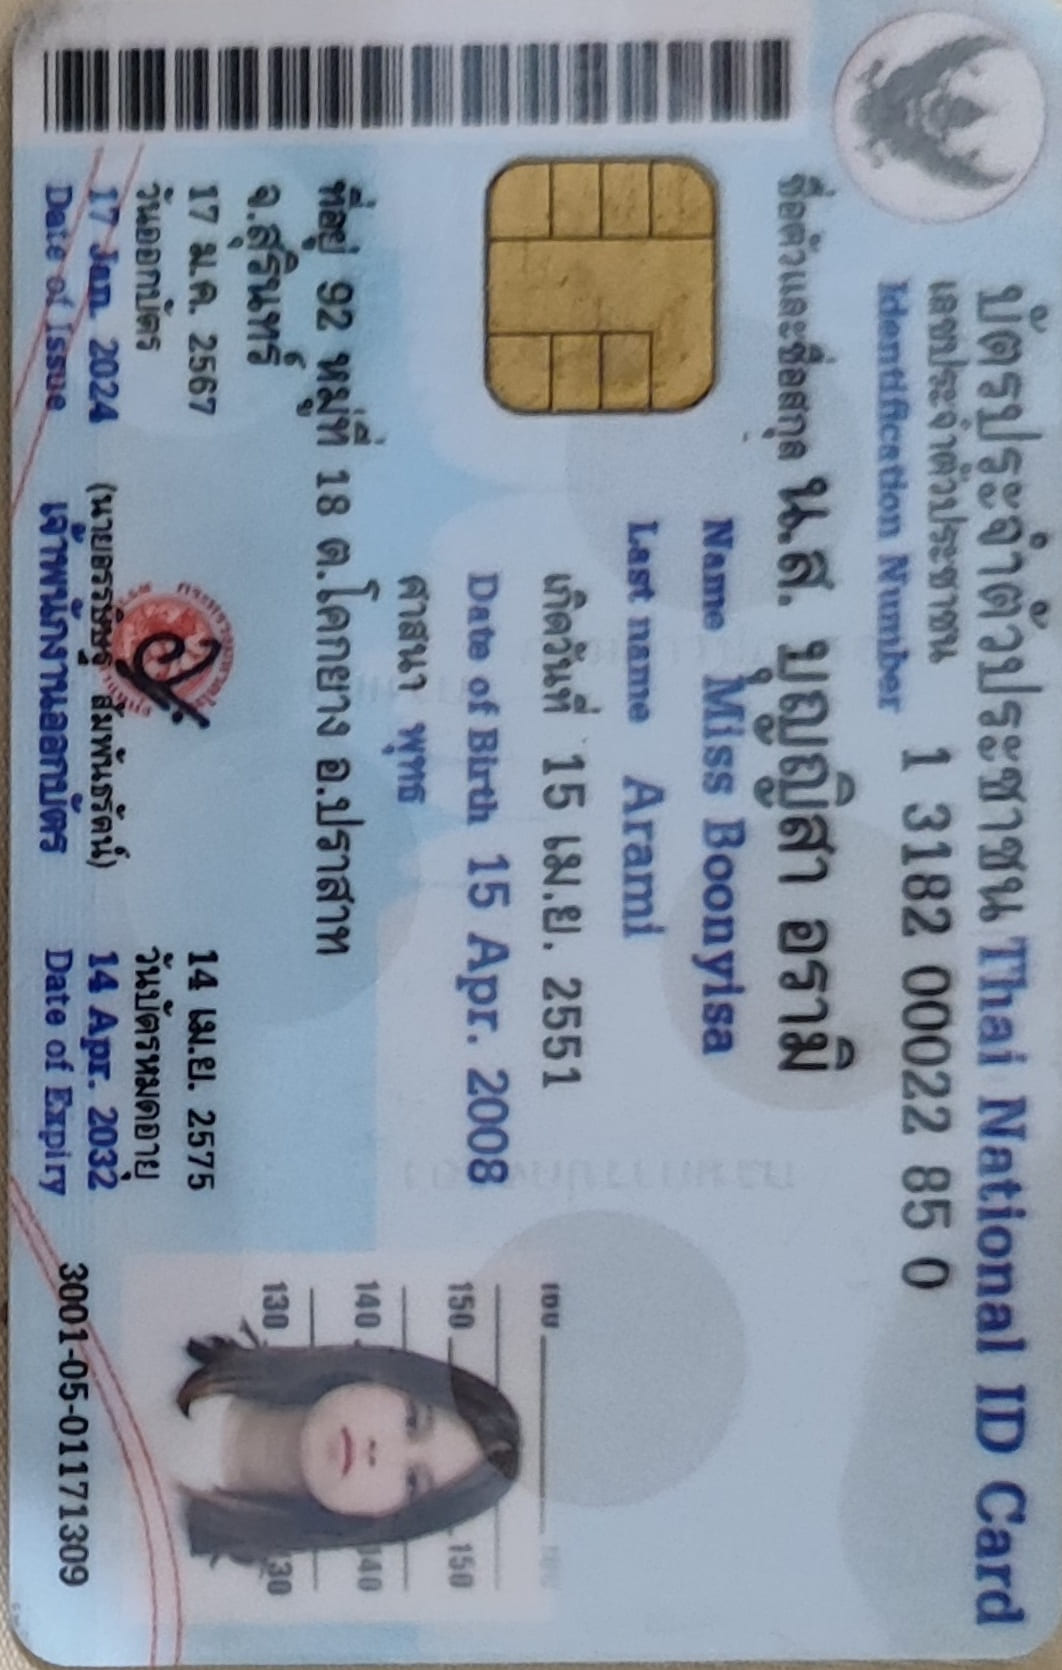 บัตรประจำตัวประชาชน Thai National ID Card
เลขประจำตัวประชาชน 1 3182 00022 85 0
Identification Number
ชื่อตัวและชื่อสกุล น.ส. บุญญิสา อรามิ
Name Miss Boonyisa
Last name Arami
เกิดวันที่ 15 เม.ย. 2551
Date of Birth 15 Apr. 2008
ศาสนา พุทธ
ที่อยู่ 92 หมู่ที่ 18 ต.โคกยาง อ.ปราสาท
จ.สุรินทร์
17 ม.ค. 2567
วันออกบัตร
17 Jan. 2024
Date of Issue
สัมพันธรัตน์)
เจ้าพนักงานออกบัตร
14 เม.ย. 2575
วันบัตรหมดอายุ
14 Apr. 2032
Date of Expiry
150 150
140 140
130 130
3001-05-01171309